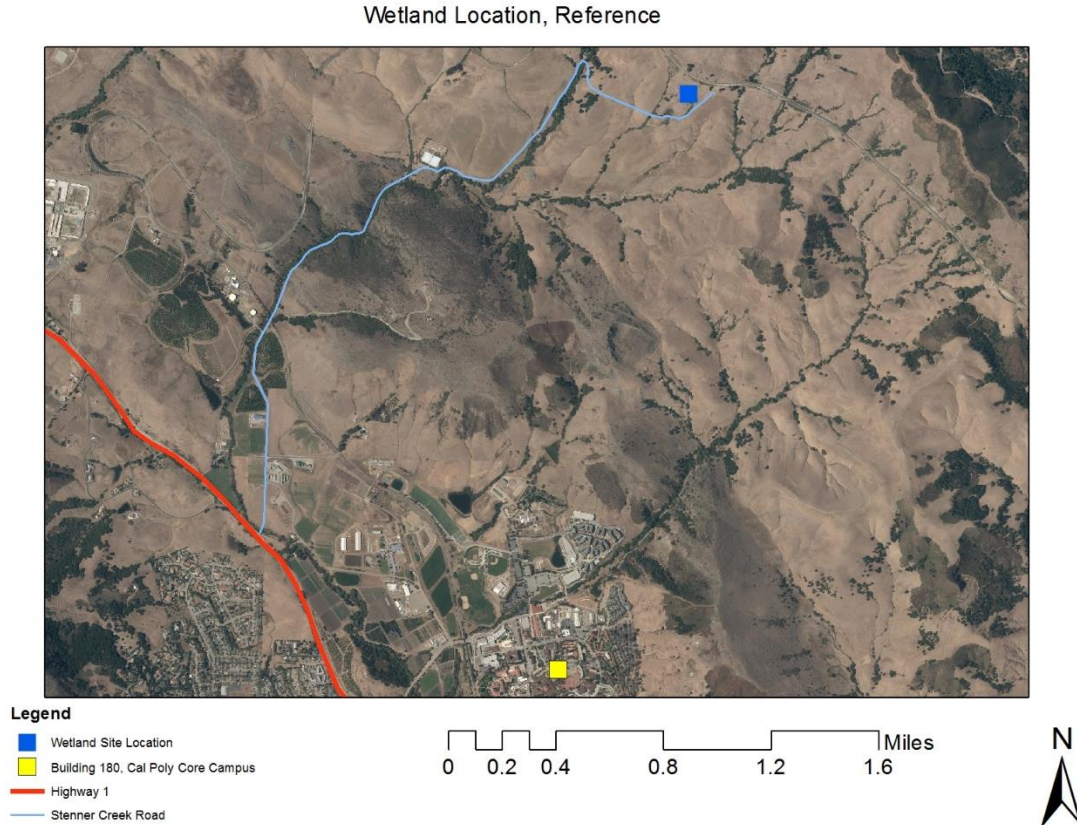 Wetland Location, Reference
Legend
Wetland Site Location
Building 180, Cal Poly Core Campus
Highway 1
Stenner Creek Road
Miles
0 0.2 0.4 0.8 1.2 1.6
N